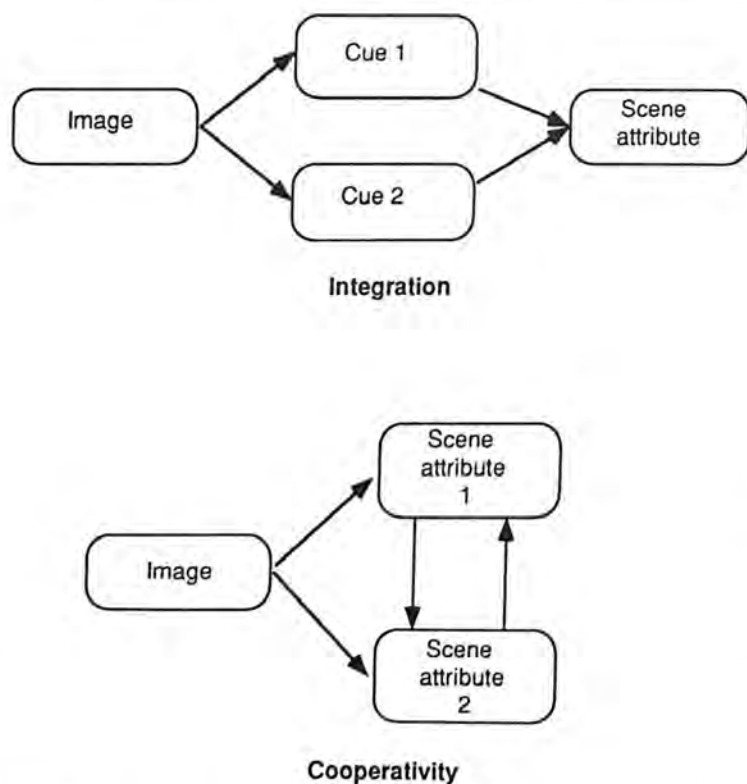 Cue 1
Image
Scene
attribute
Cue 2
Integration
Scene
attribute
1
Image
Scene
attribute
2
Cooperativity